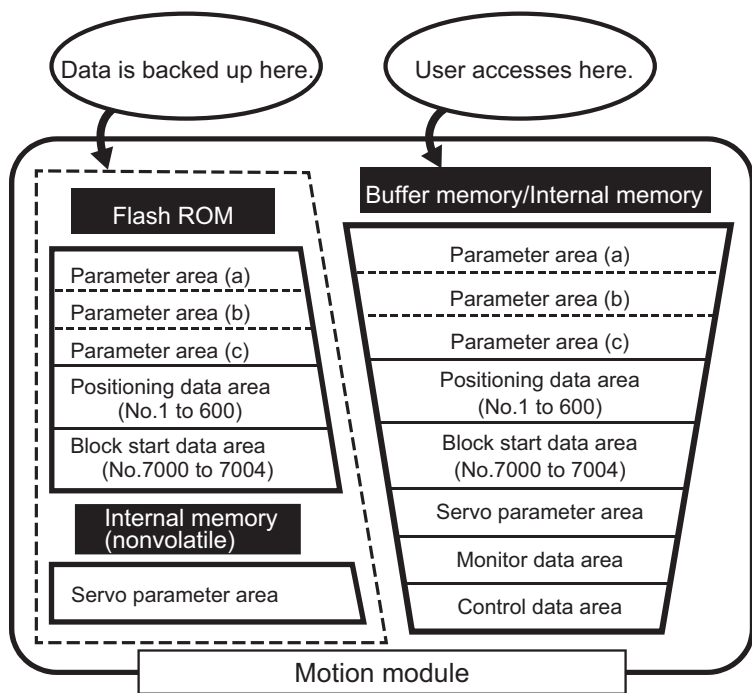 Data is backed up here.
User accesses here.
Flash ROM
Parameter area (a)
Parameter area (b)
Parameter area (c)
Positioning data area
(No.1 to 600)
Block start data area
(No.7000 to 7004)
Internal memory
(nonvolatile)
Servo parameter area
Buffer memory/Internal memory
Parameter area (a)
Parameter area (b)
Parameter area (c)
Positioning data area
(No.1 to 600)
Block start data area
(No.7000 to 7004)
Servo parameter area
Monitor data area
Control data area
Motion module